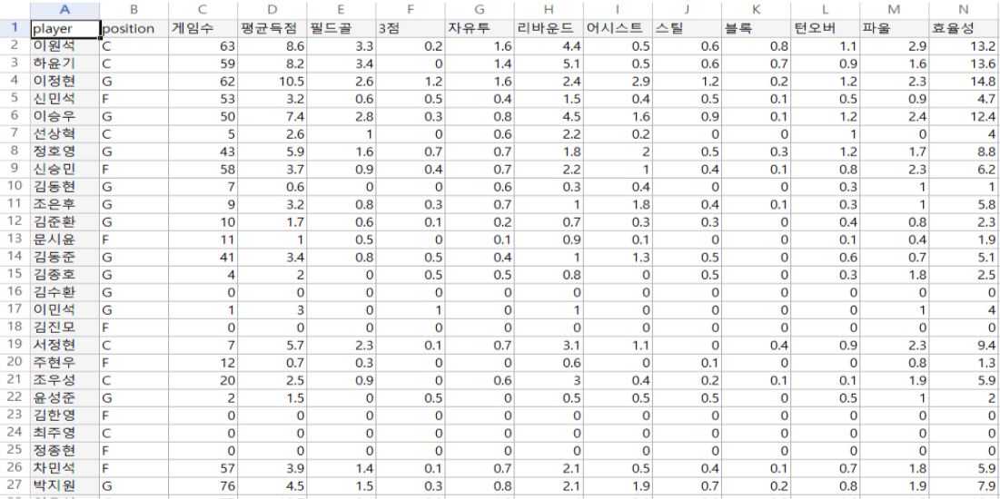 A B C D E F G H I J K L M N
1 player position 게임수 평균득점 필드골 3점 자유투 리바운드 어시스트 스틸 블록 턴오버 파울 효율성
2 이원석 C 63 8.6 3.3 0.2 1.6 4.4 0.5 0.6 0.8 1.1 2.9 13.2
3 하윤기 C 59 8.2 3.4 0 1.4 5.1 0.5 0.6 0.7 0.9 1.6 13.6
4 이정현 G 62 10.5 2.6 1.2 1.6 2.4 2.9 1.2 0.2 1.2 2.3 14.8
5 신민석 F 53 3.2 0.6 0.5 0.4 1.5 0.4 0.5 0.1 0.5 0.9 4.7
6 이승우 G 50 7.4 2.8 0.3 0.8 4.5 1.6 0.9 0.1 1.2 2.4 12.4
7 선상혁 C 5 2.6 1 0 0.6 2.2 0.2 0 0 1 0 4
8 정호영 G 43 5.9 1.6 0.7 0.7 1.8 2 0.5 0.3 1.2 1.7 8.8
9 신승민 F 58 3.7 0.9 0.4 0.7 2.2 1 0.4 0.1 0.8 2.3 6.2
10 김동현 G 7 0.6 0 0 0.6 0.3 0.4 0 0 0.3 1 1
11 조은후 G 9 3.2 0.8 0.3 0.7 1 1.8 0.4 0.1 0.3 1 5.8
12 김준환 G 10 1.7 0.6 0.1 0.2 0.7 0.3 0.3 0 0.4 0.8 2.3
13 문시윤 F 11 1 0.5 0 0.1 0.9 0.1 0 0 0.1 0.4 1.9
14 김동준 G 41 3.4 0.8 0.5 0.4 1 1.3 0.5 0 0.6 0.7 5.1
15 김종호 G 4 2 0 0.5 0.5 0.8 0 0.5 0 0.3 1.8 2.5
16 김수환 G 0 0 0 0 0 0 0 0 0 0 0 0
17 이민석 G 1 3 0 1 0 1 0 0 0 0 1 4
18 김진모 F 0 0 0 0 0 0 0 0 0 0 0 0
19 서정현 C 7 5.7 2.3 0.1 0.7 3.1 1.1 0 0.4 0.9 2.3 9.4
20 주현우 F 12 0.7 0.3 0 0 0.6 0 0.1 0 0 0.8 1.3
21 조우성 C 20 2.5 0.9 0 0.6 3 0.4 0.2 0.1 0.1 1.9 5.9
22 윤성준 G 2 1.5 0 0.5 0 0.5 0.5 0.5 0 0.5 1 2
23 김한영 F 0 0 0 0 0 0 0 0 0 0 0 0
24 최주영 C 0 0 0 0 0 0 0 0 0 0 0 0
25 정종현 F 0 0 0 0 0 0 0 0 0 0 0 0
26 차민석 F 57 3.9 1.4 0.1 0.7 2.1 0.5 0.4 0.1 0.7 1.8 5.9
27 박지원 G 76 4.5 1.5 0.3 0.8 2.1 1.9 0.7 0.2 0.8 1.9 7.9